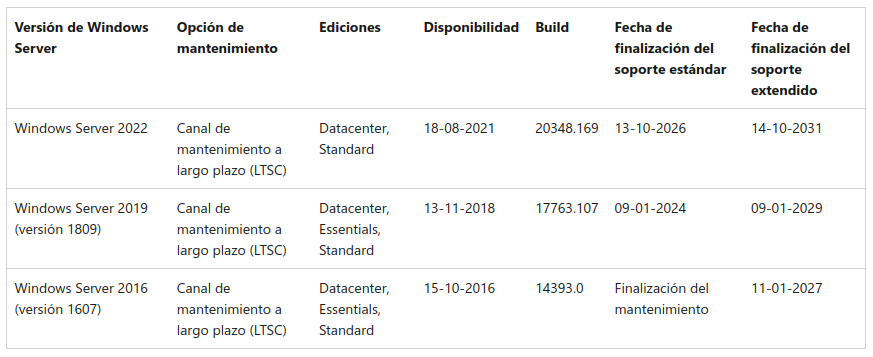 Versión de Windows Server
Opción de mantenimiento
Ediciones
Disponibilidad
Build
Fecha de finalización del soporte estándar
Fecha de finalización del soporte extendido
Windows Server 2022
Canal de mantenimiento a largo plazo (LTSC)
Datacenter, Standard
18-08-2021
20348.169
13-10-2026
14-10-2031
Windows Server 2019 (versión 1809)
Canal de mantenimiento a largo plazo (LTSC)
Datacenter, Essentials, Standard
13-11-2018
17763.107
09-01-2024
09-01-2029
Windows Server 2016 (versión 1607)
Canal de mantenimiento a largo plazo (LTSC)
Datacenter, Essentials, Standard
15-10-2016
14393.0
Finalización del mantenimiento
11-01-2027